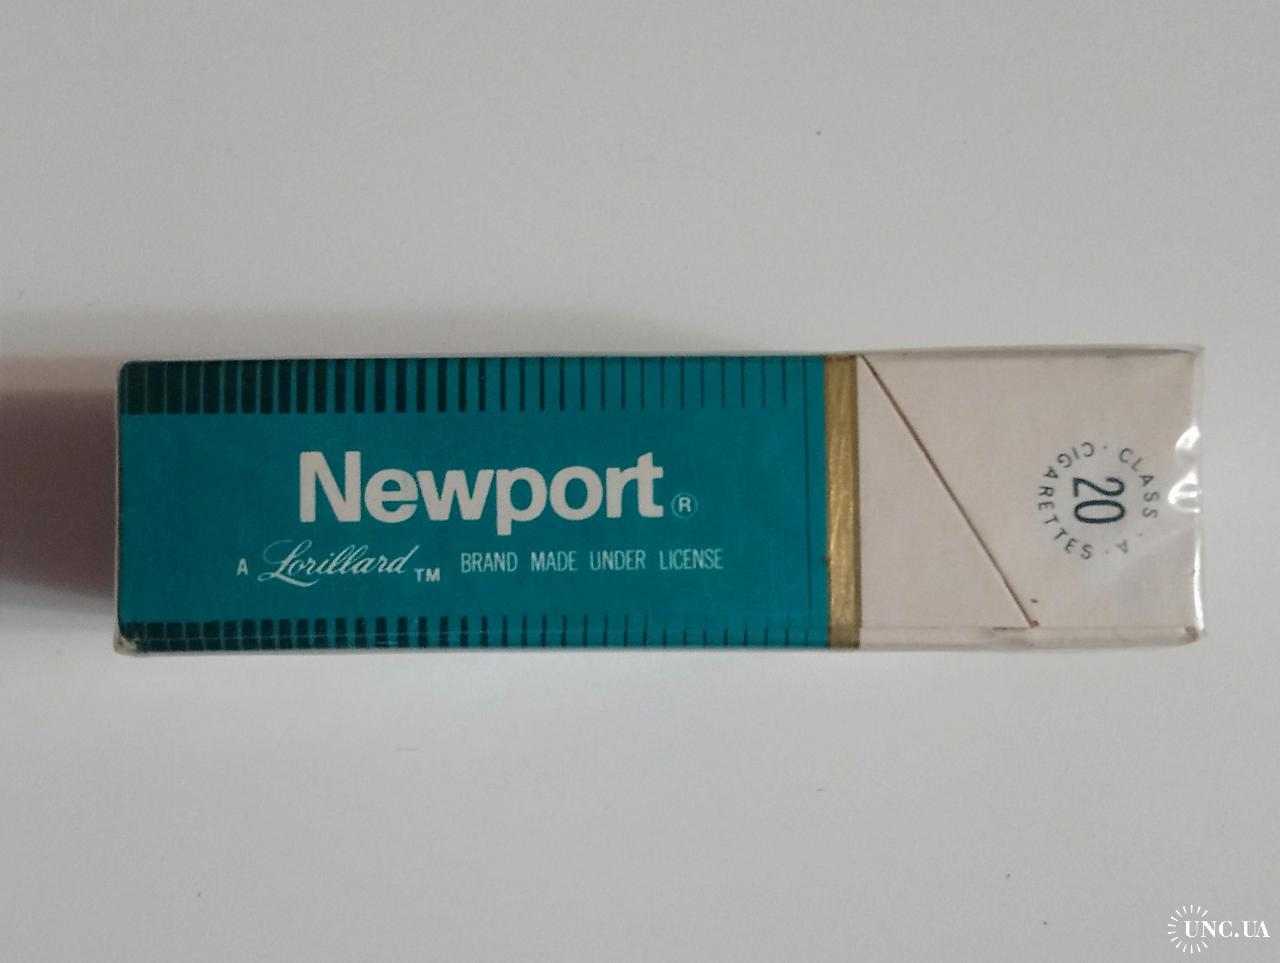 Newport®
A Lorillard™ BRAND MADE UNDER LICENSE
20
CLASS · A · CIGARETTES ·
UNC.UA